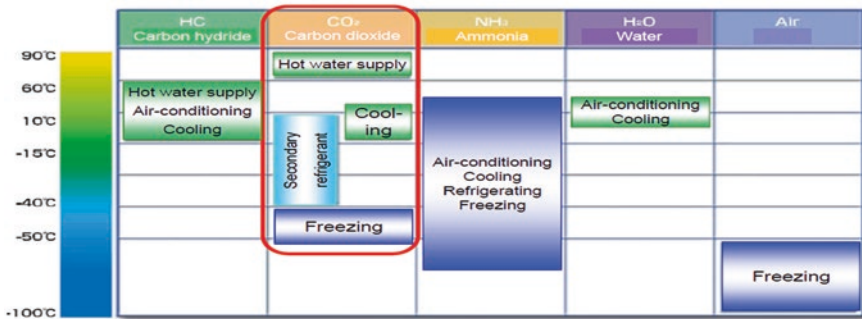 HC
Carbon hydride
CO₂
Carbon dioxide
NH₃
Ammonia
H₂O
Water
Air
90℃
60℃
10℃
-15℃
-40℃
-50℃
-100℃
Hot water supply
Air-conditioning
Cooling
Hot water supply
Cool-
ing
Secondary
refrigerant
Freezing
Air-conditioning
Cooling
Refrigerating
Freezing
Air-conditioning
Cooling
Freezing